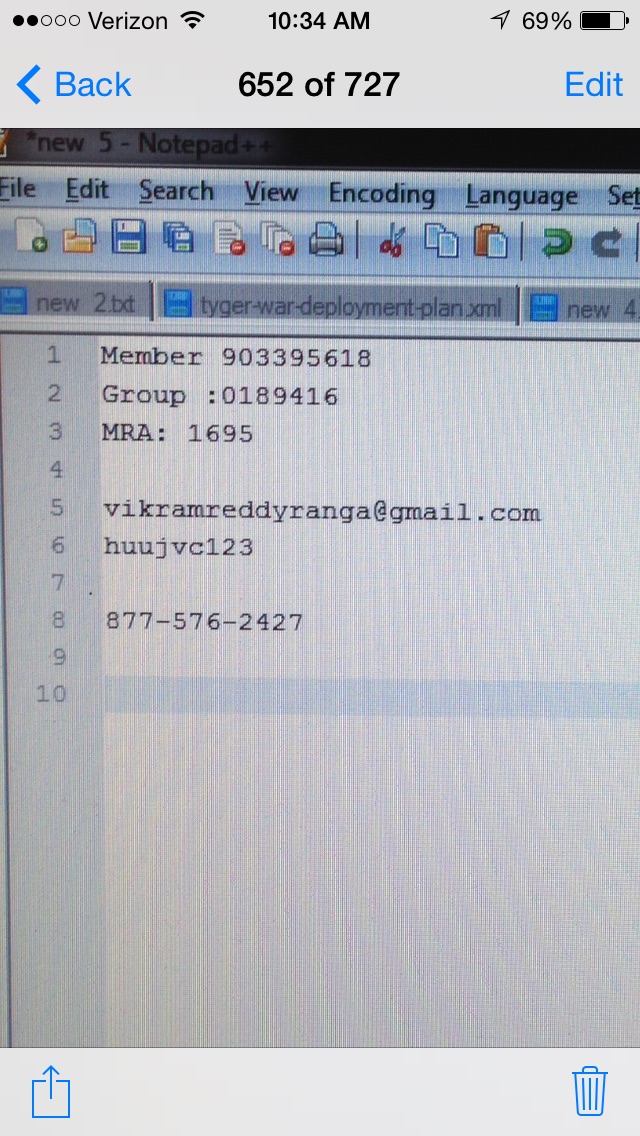 Verizon 10:34 AM 69%
Back 652 of 727 Edit
*new 5 - Notepad++
File Edit Search View Encoding Language Set
new 2.txt tyger-war-deployment-plan.xml new 4.
1 Member 903395618
2 Group :0189416
3 MRA: 1695
4
5 vikramreddyranga@gmail.com
6 huujvc123
7
8 877-576-2427
9
10